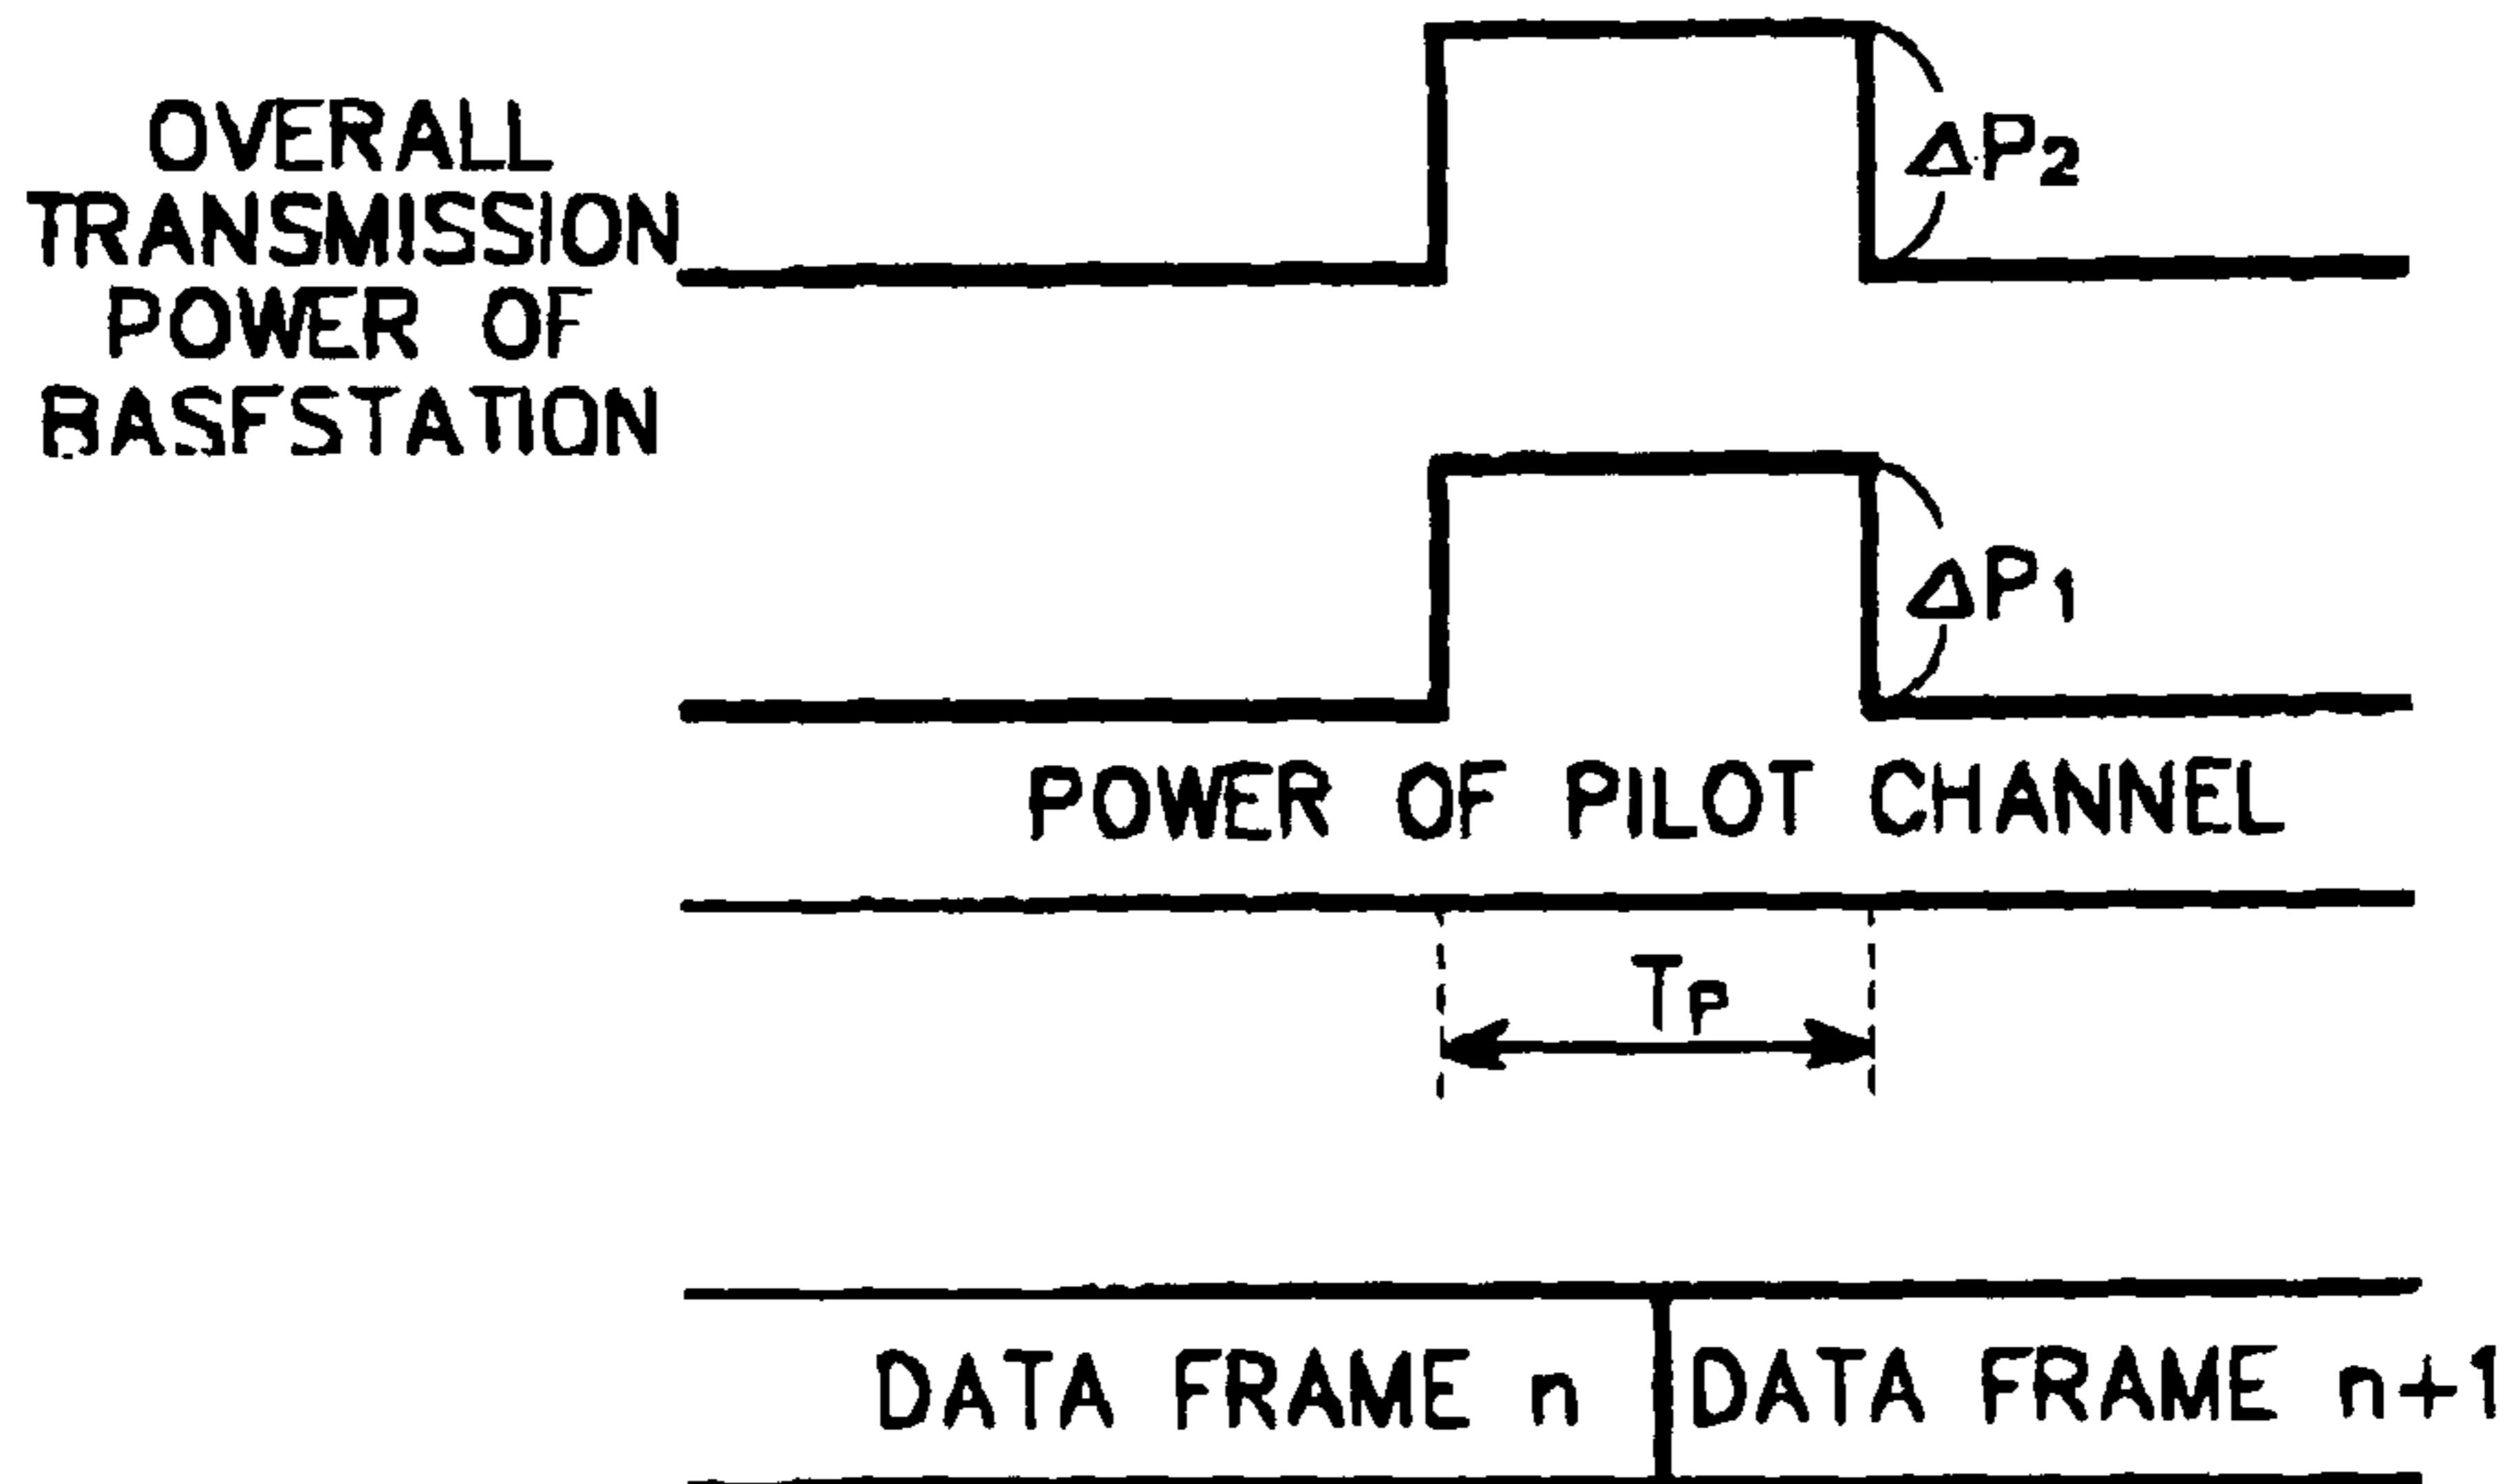 OVERALL
TRANSMISSION
POWER OF
BASFSTATION
ΔP2
ΔP1
POWER OF PILOT CHANNEL
TP
DATA FRAME n
DATA FRAME n+1